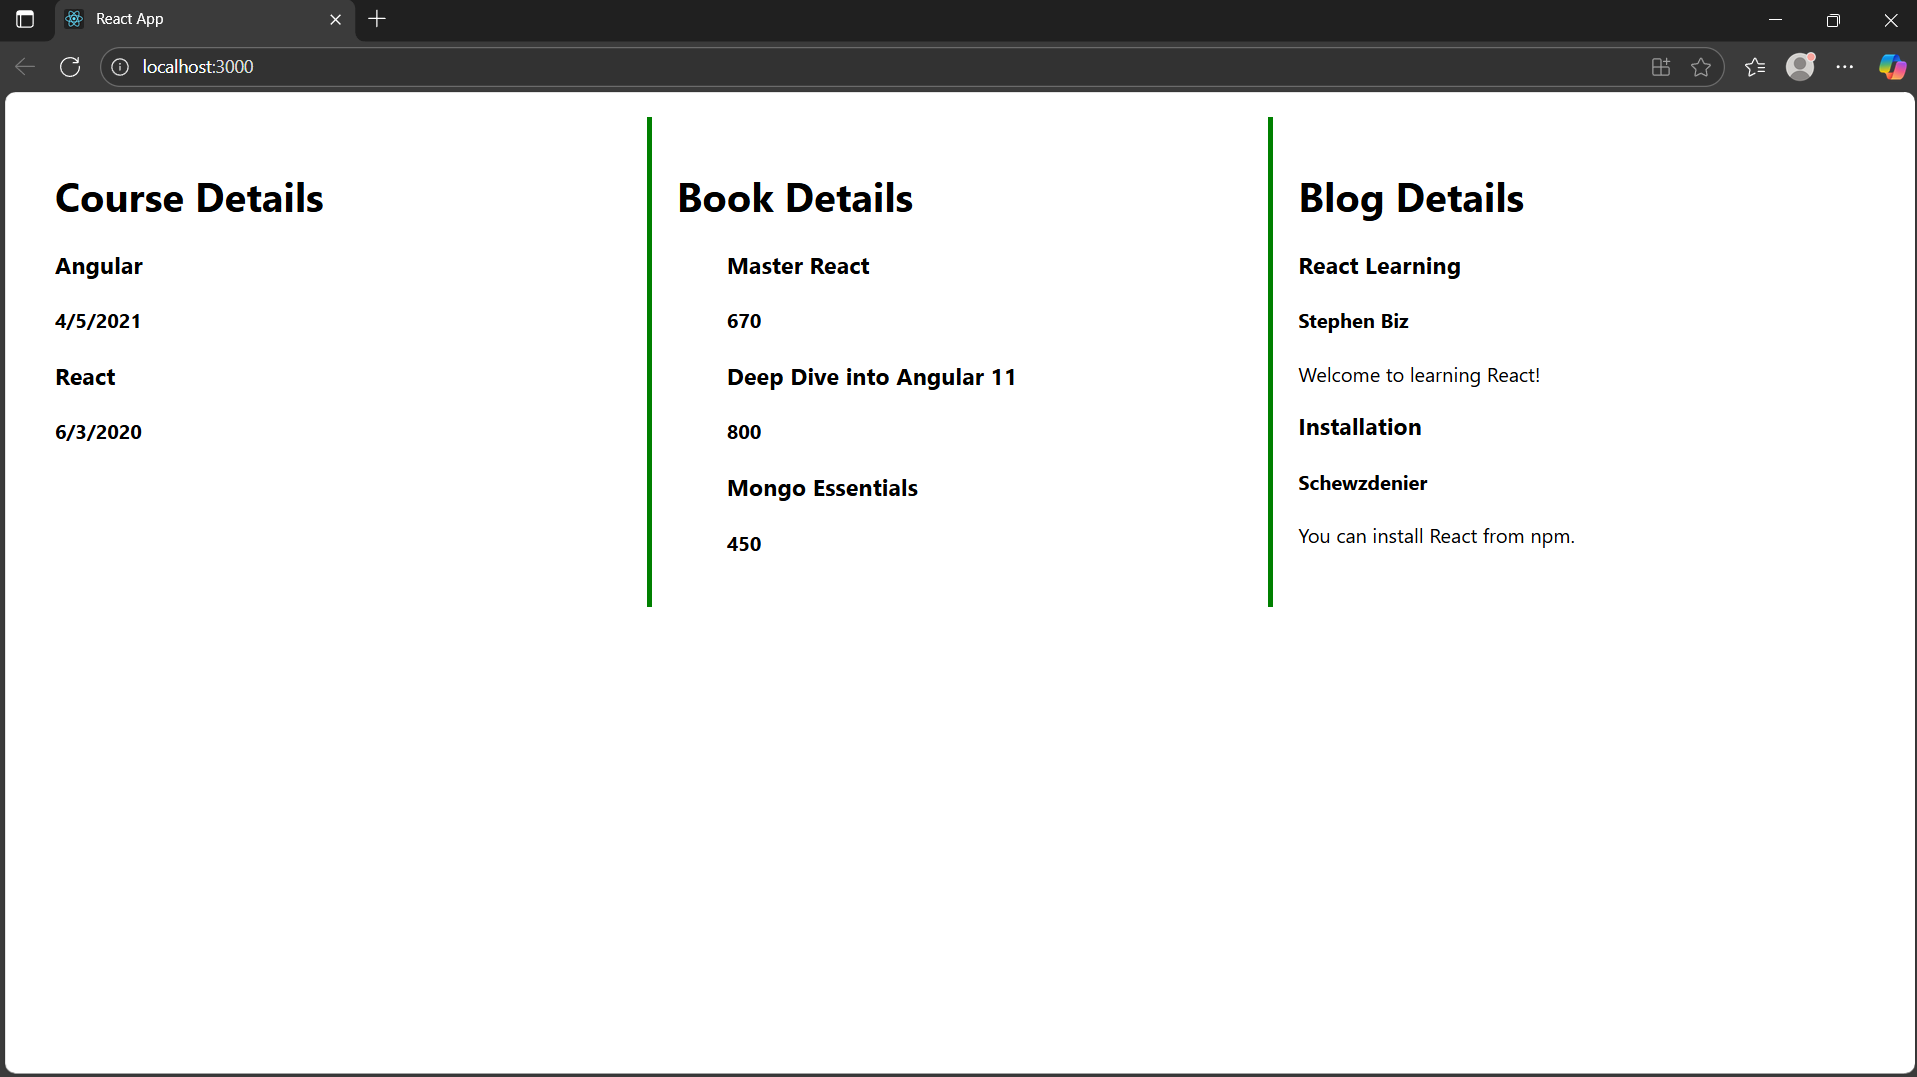 React App
localhost:3000
Course Details
Angular
4/5/2021
React
6/3/2020
Book Details
Master React
670
Deep Dive into Angular 11
800
Mongo Essentials
450
Blog Details
React Learning
Stephen Biz
Welcome to learning React!
Installation
Schewzdenier
You can install React from npm.